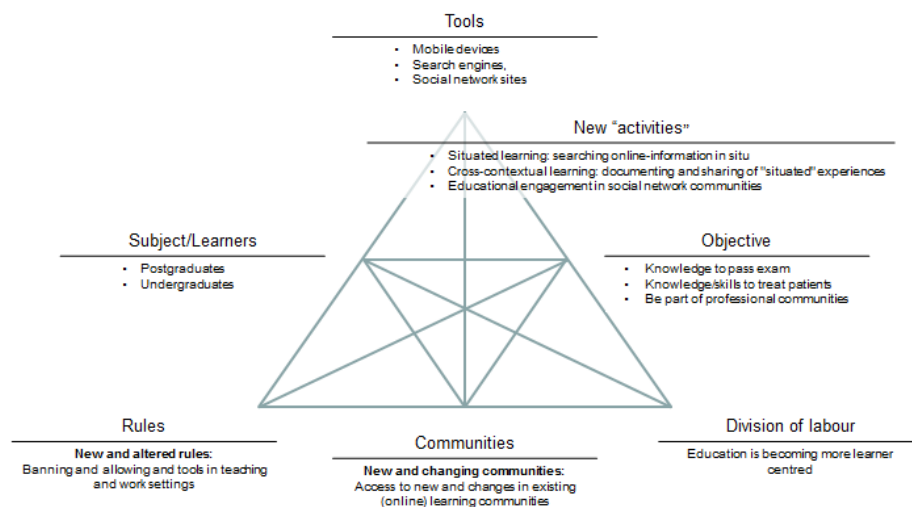 Tools
• Mobile devices
• Search engines,
• Social network sites
New "activities"
• Situated learning: searching online-information in situ
• Cross-contextual learning: documenting and sharing of "situated" experiences
• Educational engagement in social network communities
Subject/Learners
• Postgraduates
• Undergraduates
Objective
• Knowledge to pass exam
• Knowledge/skills to treat patients
• Be part of professional communities
Rules
New and altered rules:
Banning and allowing and tools in teaching
and work settings
Communities
New and changing communities:
Access to new and changes in existing
(online) learning communities
Division of labour
Education is becoming more learner
centred